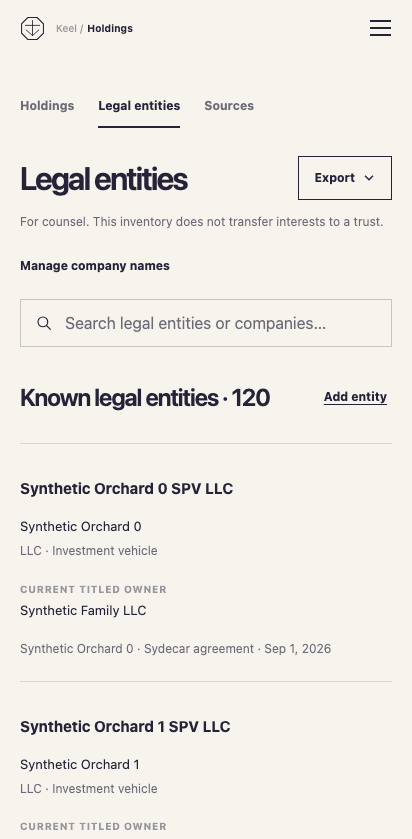 Keel / Holdings
Holdings Legal entities Sources
Legal entities
Export
For counsel. This inventory does not transfer interests to a trust.
Manage company names
Search legal entities or companies...
Known legal entities · 120
Add entity
Synthetic Orchard 0 SPV LLC
Synthetic Orchard 0
LLC · Investment vehicle
CURRENT TITLED OWNER
Synthetic Family LLC
Synthetic Orchard 0 · Sydecar agreement · Sep 1, 2026
Synthetic Orchard 1 SPV LLC
Synthetic Orchard 1
LLC · Investment vehicle
CURRENT TITLED OWNER